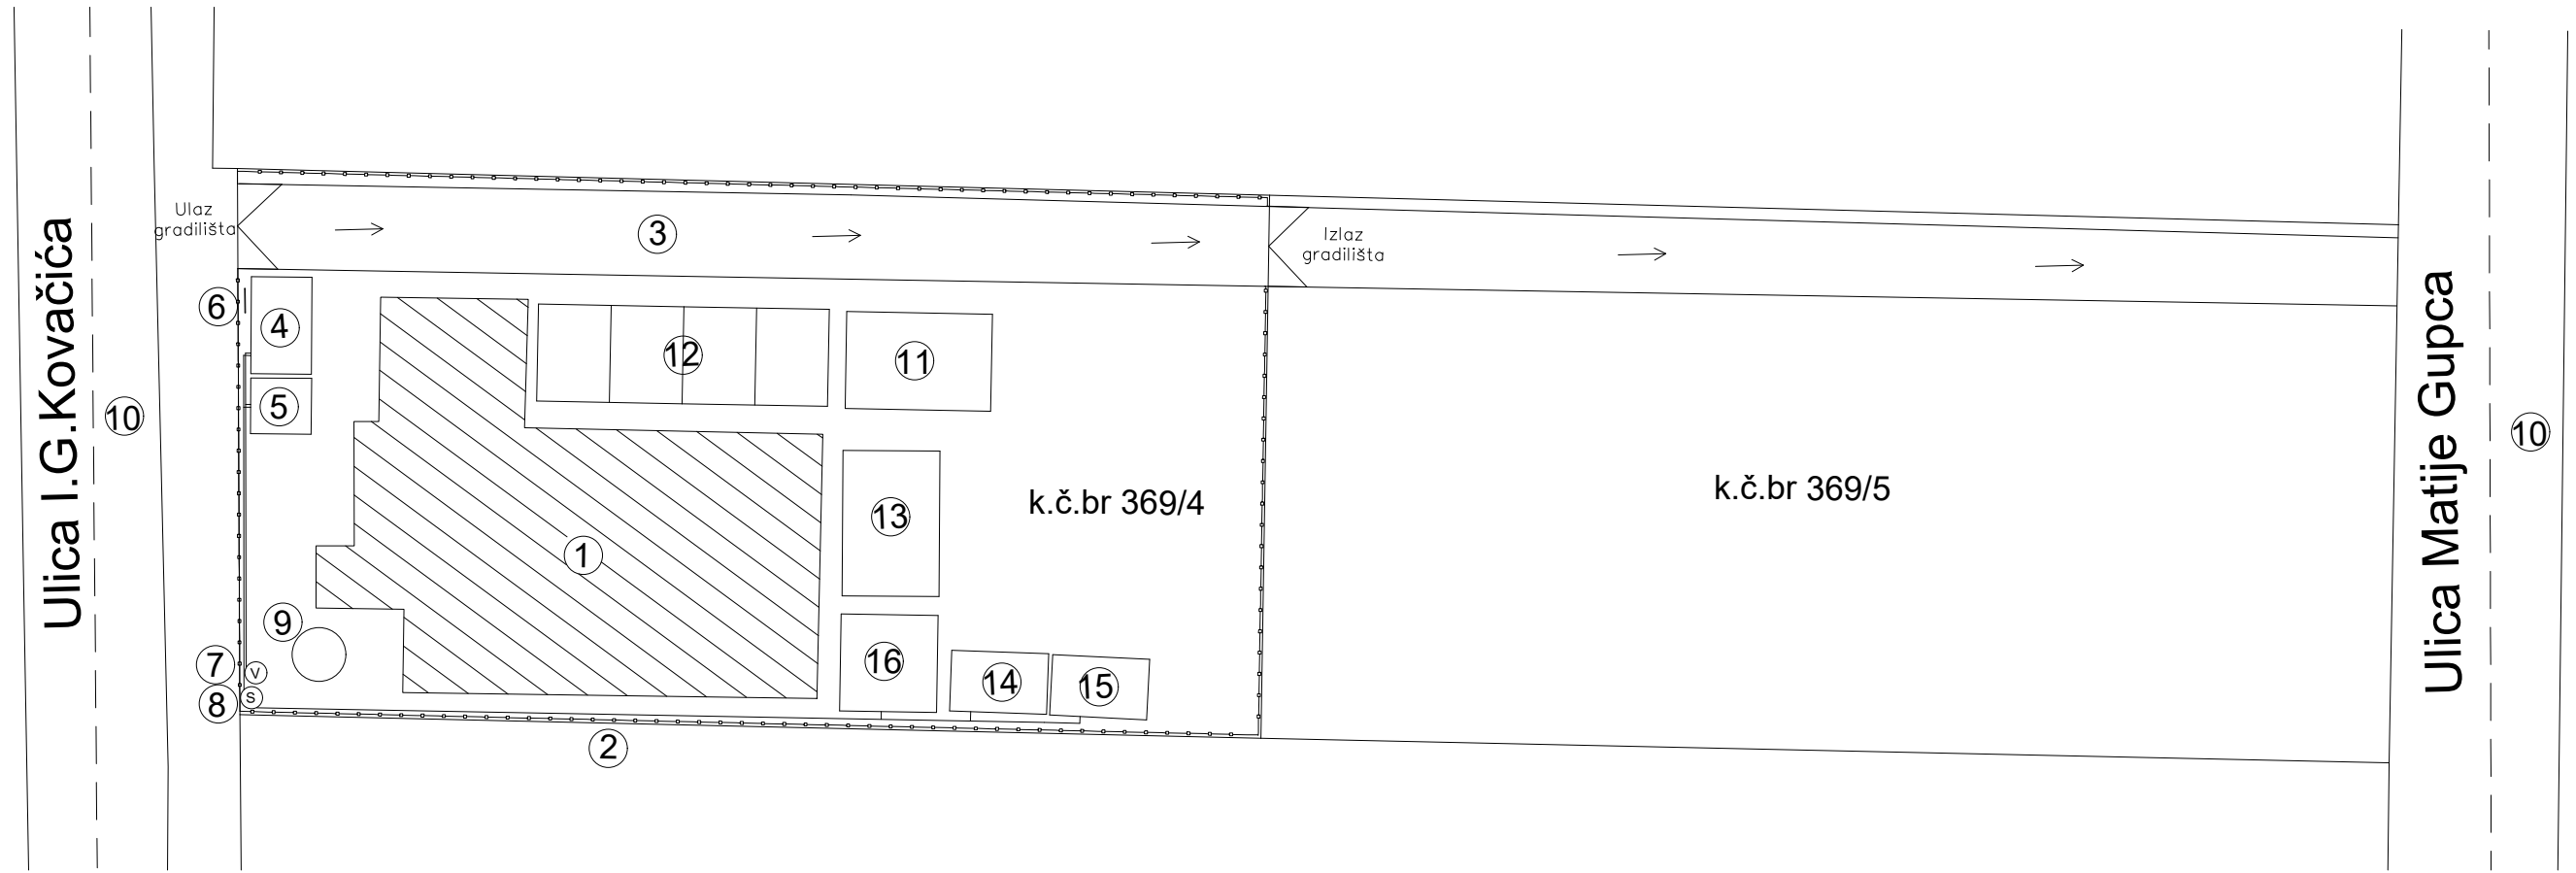 Ulica I.G.Kovačića
10
Ulaz
gradilišta
3
Izlaz
gradilišta
6
4
5
12
11
13
1
k.č.br 369/4
k.č.br 369/5
9
7
V
8
S
16
14
15
2
Ulica Matije Gupca
10